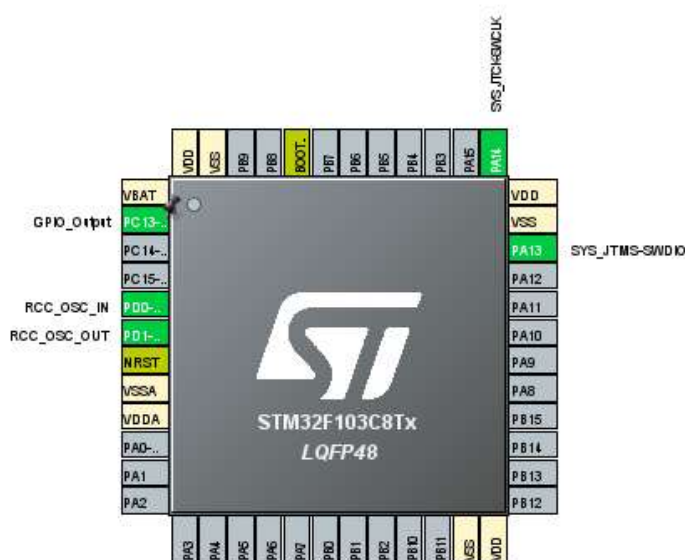 SYS_JTCK-SWCLK
VDD VSS PB9 PB8 BOOT.. PB7 PB6 PB5 PB4 PB3 PA15 PA14
VBAT VDD
GPIO_Output PC13-.. VSS
PC14-.. PA13 SYS_JTMS-SWDIO
PC15-.. PA12
RCC_OSC_IN PD0-.. PA11
RCC_OSC_OUT PD1-.. PA10
NRST PA9
VSSA PA8
VDDA PB15
STM32F103C8Tx
PA0-.. PB14
LQFP48
PA1 PB13
PA2 PB12
PA3 PA4 PA5 PA6 PA7 PB0 PB1 PB2 PB10 PB11 VSS VDD